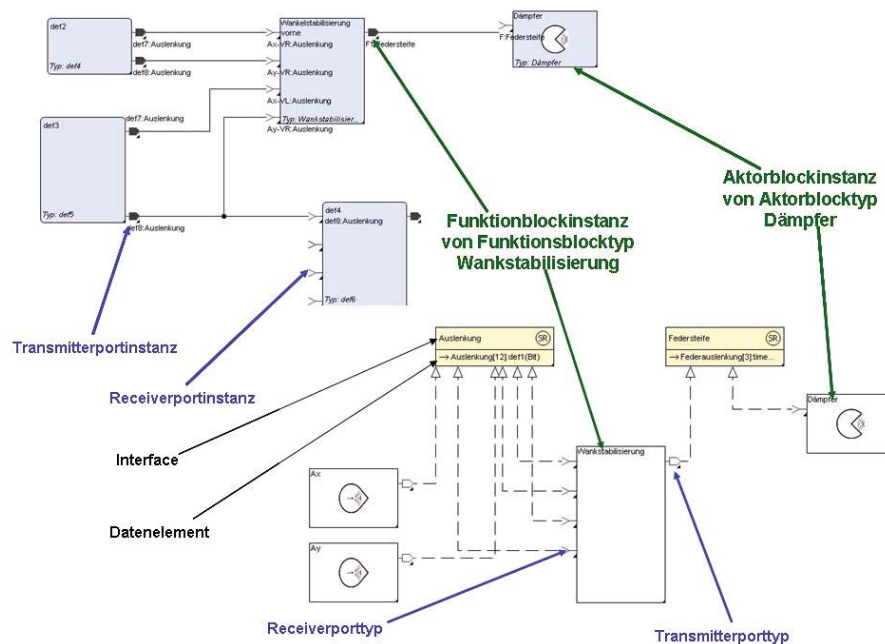 def2
Typ: def4
def7:Auslenkung
def8:Auslenkung
Wankelstabilisierung
vorne
Ax-VR:Auslenkung
Ay-VR:Auslenkung
Ax-VL:Auslenkung
Typ: Wankstabilisier...
Ay-VR:Auslenkung
F:Federsteife
F:Federsteife
Dämpfer
Typ: Dämpfer
def3
Typ: def5
def7:Auslenkung
def8:Auslenkung
def4
def8:Auslenkung
Typ: def6
Funktionblockinstanz
von Funktionsblocktyp
Wankstabilisierung
Aktorblockinstanz
von Aktorblocktyp
Dämpfer
Transmitterportinstanz
Receiverportinstanz
Interface
Datenelement
Auslenkung
SR
Auslenkung[12]:def1(Bit)
Federsteife
SR
Federauslenkung[3]:time...
Dämpfer
Wankstabilisierung
Ax
Ay
Receiverporttyp
Transmitterporttyp